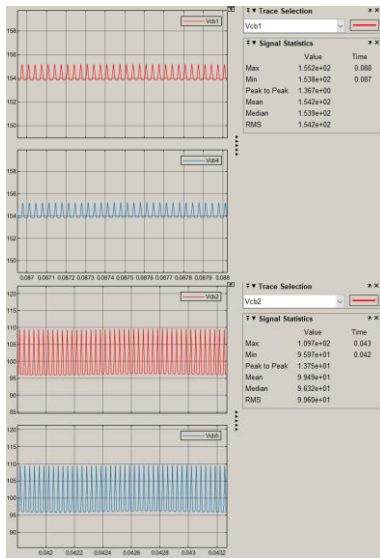 Vcb1
158
156
154
152
150
Vcb4
158
156
154
152
150
0.087 0.0871 0.0872 0.0873 0.0874 0.0875 0.0876 0.0877 0.0878 0.0879 0.088
Trace Selection
Vcb1
Signal Statistics
Value Time
Max 1.552e+02 0.088
Min 1.538e+02 0.087
Peak to Peak 1.367e+00
Mean 1.542e+02
Median 1.539e+02
RMS 1.542e+02
Vcb2
120
115
110
105
100
95
90
85
120
115
110
105
100
95
90
0.042 0.0422 0.0424 0.0426 0.0428 0.043 0.0432
Trace Selection
Vcb2
Signal Statistics
Value Time
Max 1.097e+02 0.043
Min 9.597e+01 0.042
Peak to Peak 1.375e+01
Mean 9.949e+01
Median 9.632e+01
RMS 9.960e+01